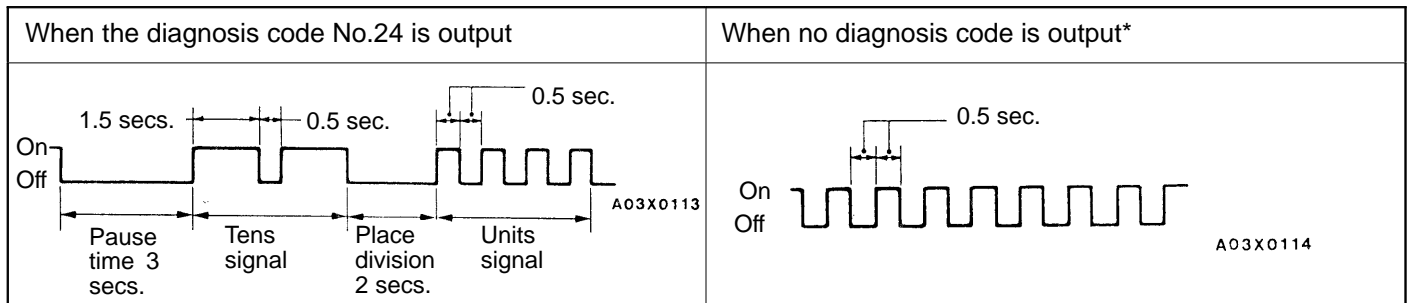 When the diagnosis code No.24 is output
1.5 secs.
0.5 sec.
0.5 sec.
On
Off
A03X0113
Pause
time 3
secs.
Tens
signal
Place
division
2 secs.
Units
signal
When no diagnosis code is output*
0.5 sec.
On
Off
A03X0114